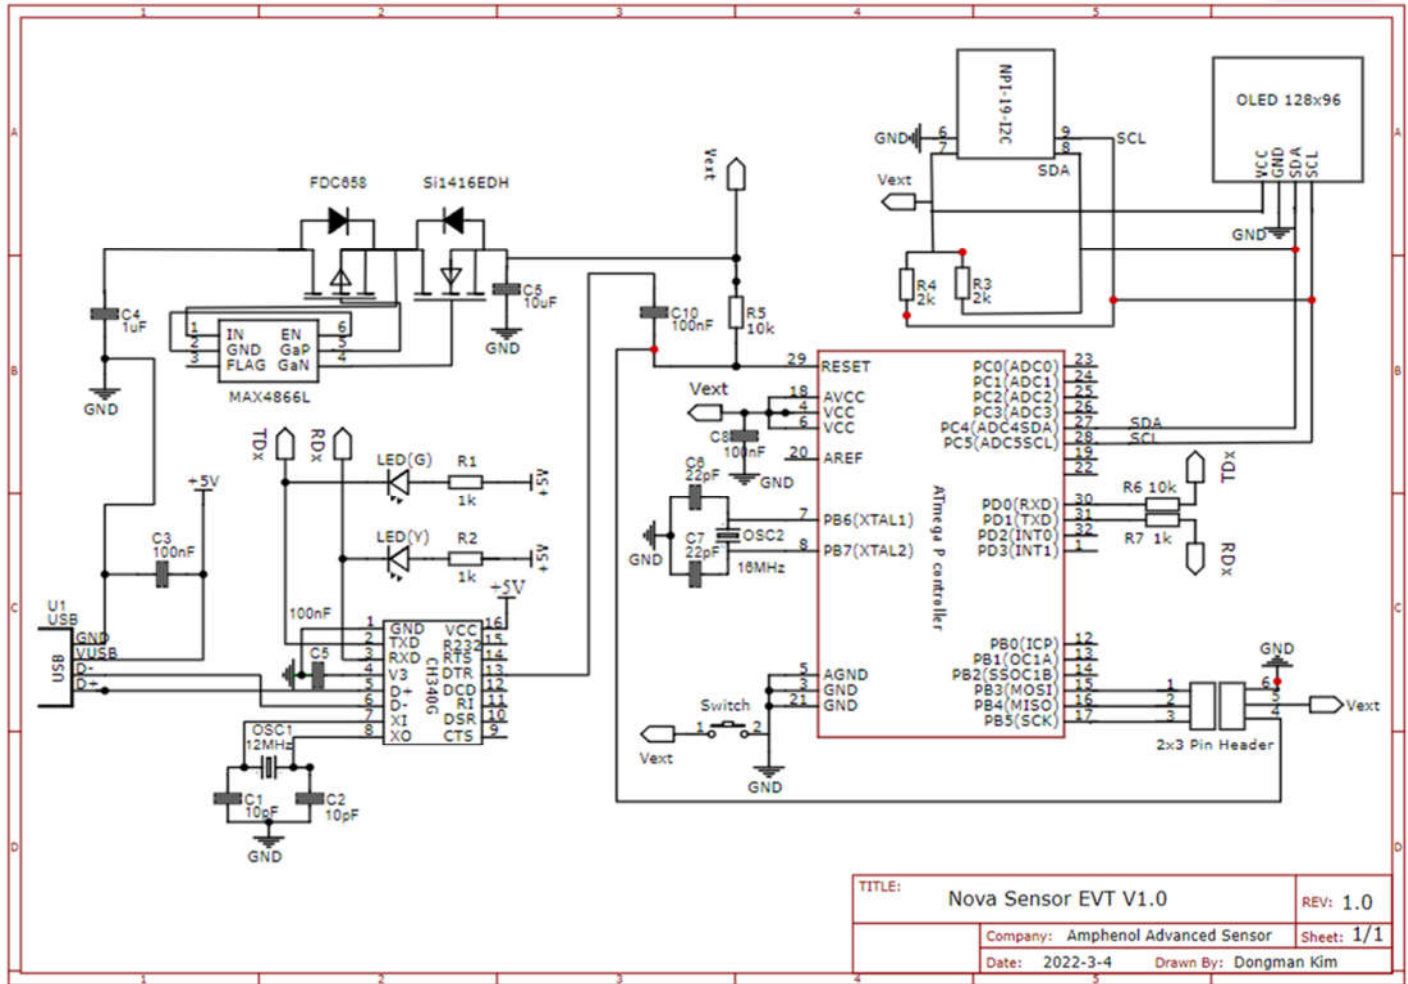 1 2 3 4 5
A
B
C
D
A
B
C
D
FDC658
Si1416EDH
Vext
NPI-19-I2C
GND 6
7
9 SCL
8
SDA
Vext
OLED 128x96
VCC
GND
SDA
SCL
GND
R4
2k
R3
2k
C4
1uF
GND
1 IN EN 6
2 GND GaP 5
3 FLAG GaN 4
MAX4866L
10uF
GND
C10
100nF
R5
10k
TDx
RDx
LED(G) R1
1k
+5V
LED(Y) R2
1k
+5V
+5V
C3
100nF
U1
USB
USB
GND
VUSB
D-
D+
100nF
C5
+5V
CH340G
1 GND VCC 16
2 TXD R232 15
3 RXD RTS 14
4 V3 DTR 13
5 D+ DCD 12
6 D- RI 11
7 XI DSR 10
8 XO CTS 9
OSC1
12MHz
C1
10pF
C2
10pF
GND
29 RESET
Vext
18 AVCC
4 VCC
6 VCC
C8
100nF
GND
20 AREF
C6
22pF
C7
22pF
GND
OSC2
16MHz
7 PB6(XTAL1)
8 PB7(XTAL2)
5 AGND
3 GND
21 GND
Switch
1 2
Vext
GND
ATmega P controller
PC0(ADC0) 23
PC1(ADC1) 24
PC2(ADC2) 25
PC3(ADC3) 26
PC4(ADC4SDA) 27 SDA
PC5(ADC5SCL) 28 SCL
19
22
PD0(RXD) 30
PD1(TXD) 31
PD2(INT0) 32
PD3(INT1) 1
R6 10k
R7 1k
TDx
RDx
PB0(ICP) 12
PB1(OC1A) 13
PB2(SSOC1B) 14
PB3(MOSI) 15
PB4(MISO) 16
PB5(SCK) 17
1
2
3
6
5
4
GND
Vext
2x3 Pin Header
TITLE: Nova Sensor EVT V1.0 REV: 1.0
Company: Amphenol Advanced Sensor Sheet: 1/1
Date: 2022-3-4 Drawn By: Dongman Kim
1 2 3 4 5